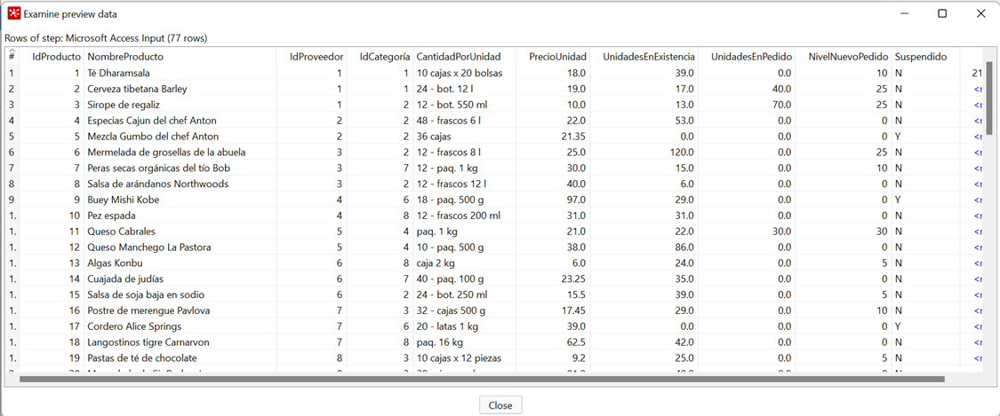 Examine preview data
Rows of step: Microsoft Access Input (77 rows)
# IdProducto NombreProducto IdProveedor IdCategoría CantidadPorUnidad PrecioUnidad UnidadesEnExistencia UnidadesEnPedido NivelNuevoPedido Suspendido
1 1 Té Dharamsala 1 1 10 cajas x 20 bolsas 18.0 39.0 0.0 10 N 21
2 2 Cerveza tibetana Barley 1 1 24 - bot. 12 l 19.0 17.0 40.0 25 N
3 3 Sirope de regaliz 1 2 12 - bot. 550 ml 10.0 13.0 70.0 25 N
4 4 Especias Cajun del chef Anton 2 2 48 - frascos 6 l 22.0 53.0 0.0 0 N
5 5 Mezcla Gumbo del chef Anton 2 2 36 cajas 21.35 0.0 0.0 0 Y
6 6 Mermelada de grosellas de la abuela 3 2 12 - frascos 8 l 25.0 120.0 0.0 25 N
7 7 Peras secas orgánicas del tío Bob 3 7 12 - paq. 1 kg 30.0 15.0 0.0 10 N
8 8 Salsa de arándanos Northwoods 3 2 12 - frascos 12 l 40.0 6.0 0.0 0 N
9 9 Buey Mishi Kobe 4 6 18 - paq. 500 g 97.0 29.0 0.0 0 Y
1. 10 Pez espada 4 8 12 - frascos 200 ml 31.0 31.0 0.0 0 N
1. 11 Queso Cabrales 5 4 paq. 1 kg 21.0 22.0 30.0 30 N
1. 12 Queso Manchego La Pastora 5 4 10 - paq. 500 g 38.0 86.0 0.0 0 N
1. 13 Algas Konbu 6 8 caja 2 kg 6.0 24.0 0.0 5 N
1. 14 Cuajada de judías 6 7 40 - paq. 100 g 23.25 35.0 0.0 0 N
1. 15 Salsa de soja baja en sodio 6 2 24 - bot. 250 ml 15.5 39.0 0.0 5 N
1. 16 Postre de merengue Pavlova 7 3 32 - cajas 500 g 17.45 29.0 0.0 10 N
1. 17 Cordero Alice Springs 7 6 20 - latas 1 kg 39.0 0.0 0.0 0 Y
1. 18 Langostinos tigre Carnarvon 7 8 paq. 16 kg 62.5 42.0 0.0 0 N
1. 19 Pastas de té de chocolate 8 3 10 cajas x 12 piezas 9.2 25.0 0.0 5 N
Close